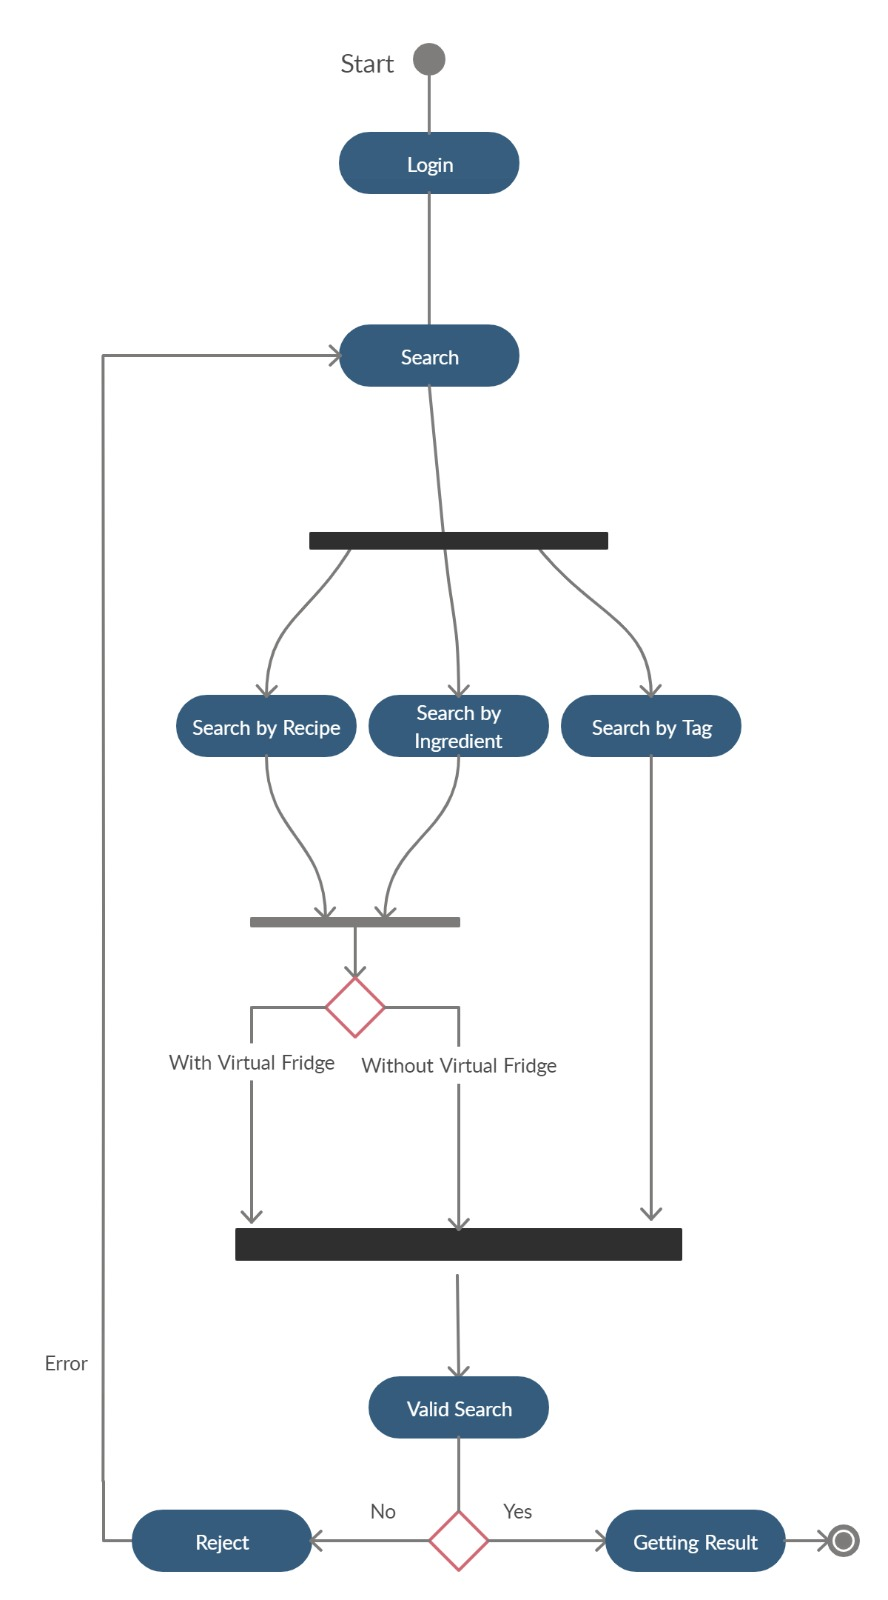 Start
Login
Search
Search by Recipe
Search by
Ingredient
Search by Tag
With Virtual Fridge
Without Virtual Fridge
Error
Valid Search
No
Yes
Reject
Getting Result